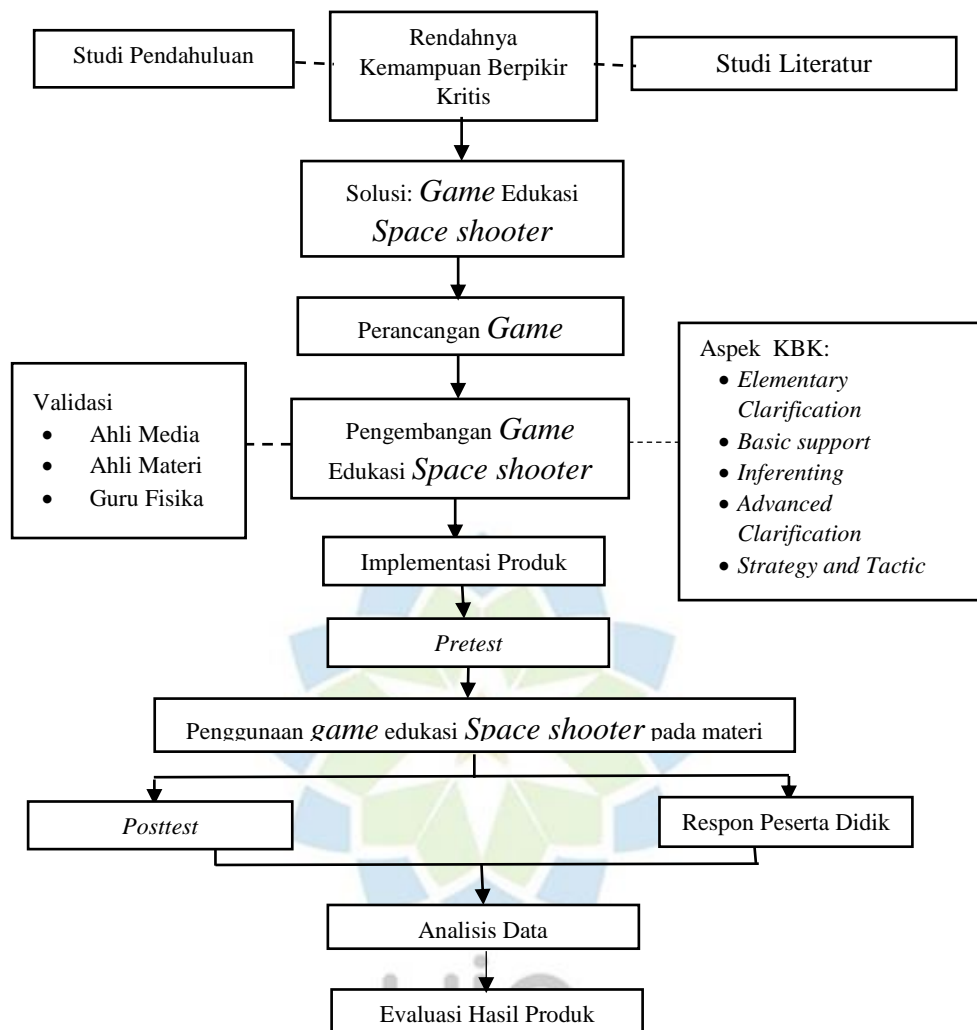 Studi Pendahuluan
Rendahnya
Kemampuan Berpikir
Kritis
Studi Literatur
Solusi: Game Edukasi
Space shooter
Perancangan Game
Validasi
• Ahli Media
• Ahli Materi
• Guru Fisika
Pengembangan Game
Edukasi Space shooter
Aspek KBK:
• Elementary
Clarification
• Basic support
• Inferenting
• Advanced
Clarification
• Strategy and Tactic
Implementasi Produk
Pretest
Penggunaan game edukasi Space shooter pada materi
Posttest
Respon Peserta Didik
Analisis Data
Evaluasi Hasil Produk